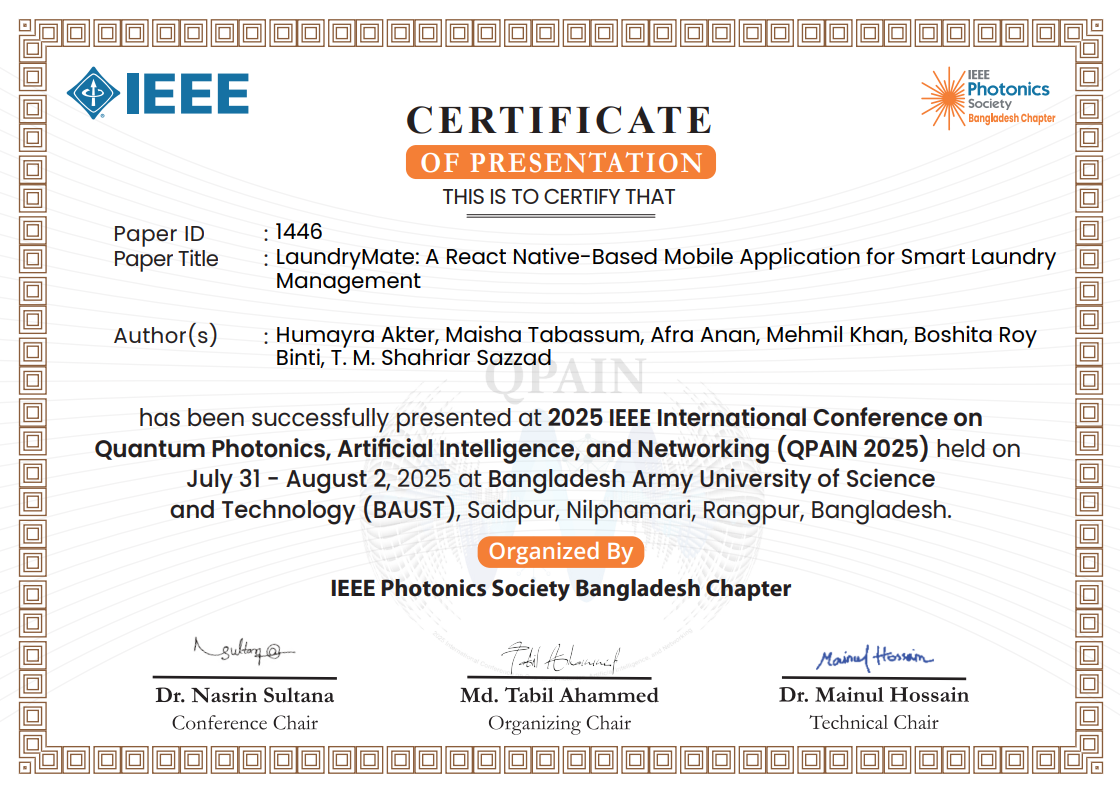 IEEE
IEEE
Photonics
Society
Bangladesh Chapter
CERTIFICATE
OF PRESENTATION
THIS IS TO CERTIFY THAT
Paper ID : 1446
Paper Title : LaundryMate: A React Native-Based Mobile Application for Smart Laundry
Management
Author(s) : Humayra Akter, Maisha Tabassum, Afra Anan, Mehmil Khan, Boshita Roy
Binti, T. M. Shahriar Sazzad
QPAIN
has been successfully presented at 2025 IEEE International Conference on
Quantum Photonics, Artificial Intelligence, and Networking (QPAIN 2025) held on
July 31 - August 2, 2025 at Bangladesh Army University of Science
and Technology (BAUST), Saidpur, Nilphamari, Rangpur, Bangladesh.
Organized By
IEEE Photonics Society Bangladesh Chapter
Nsultana
Tabil Ahammed
Mainul Hossain
Dr. Nasrin Sultana
Md. Tabil Ahammed
Dr. Mainul Hossain
Conference Chair
Organizing Chair
Technical Chair